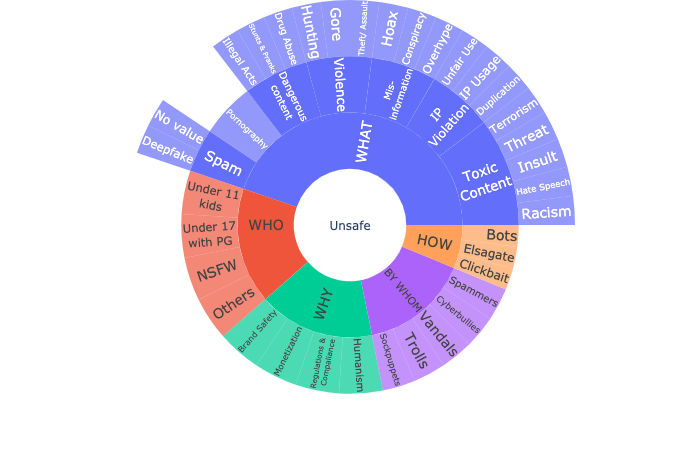 Unsafe
WHAT
Toxic
Content
Racism
Hate Speech
Insult
Threat
Terrorism
IP
Violation
Duplication
IP Usage
Unfair Use
Mis-
information
Overhype
Conspiracy
Hoax
Violence
Theft/ Assault
Gore
Hunting
Dangerous
content
Drug Abuse
Stunts & Pranks
Illegal Acts
Pornography
Spam
No value
Deepfake
WHO
Under 11
kids
Under 17
with PG
NSFW
Others
WHY
Brand Safety
Monetization
Regulations &
Compaliance
Humanism
BY WHOM
Sockpuppets
Trolls
Vandals
Cyberbullies
Spammers
HOW
Bots
Elsagate
Clickbait